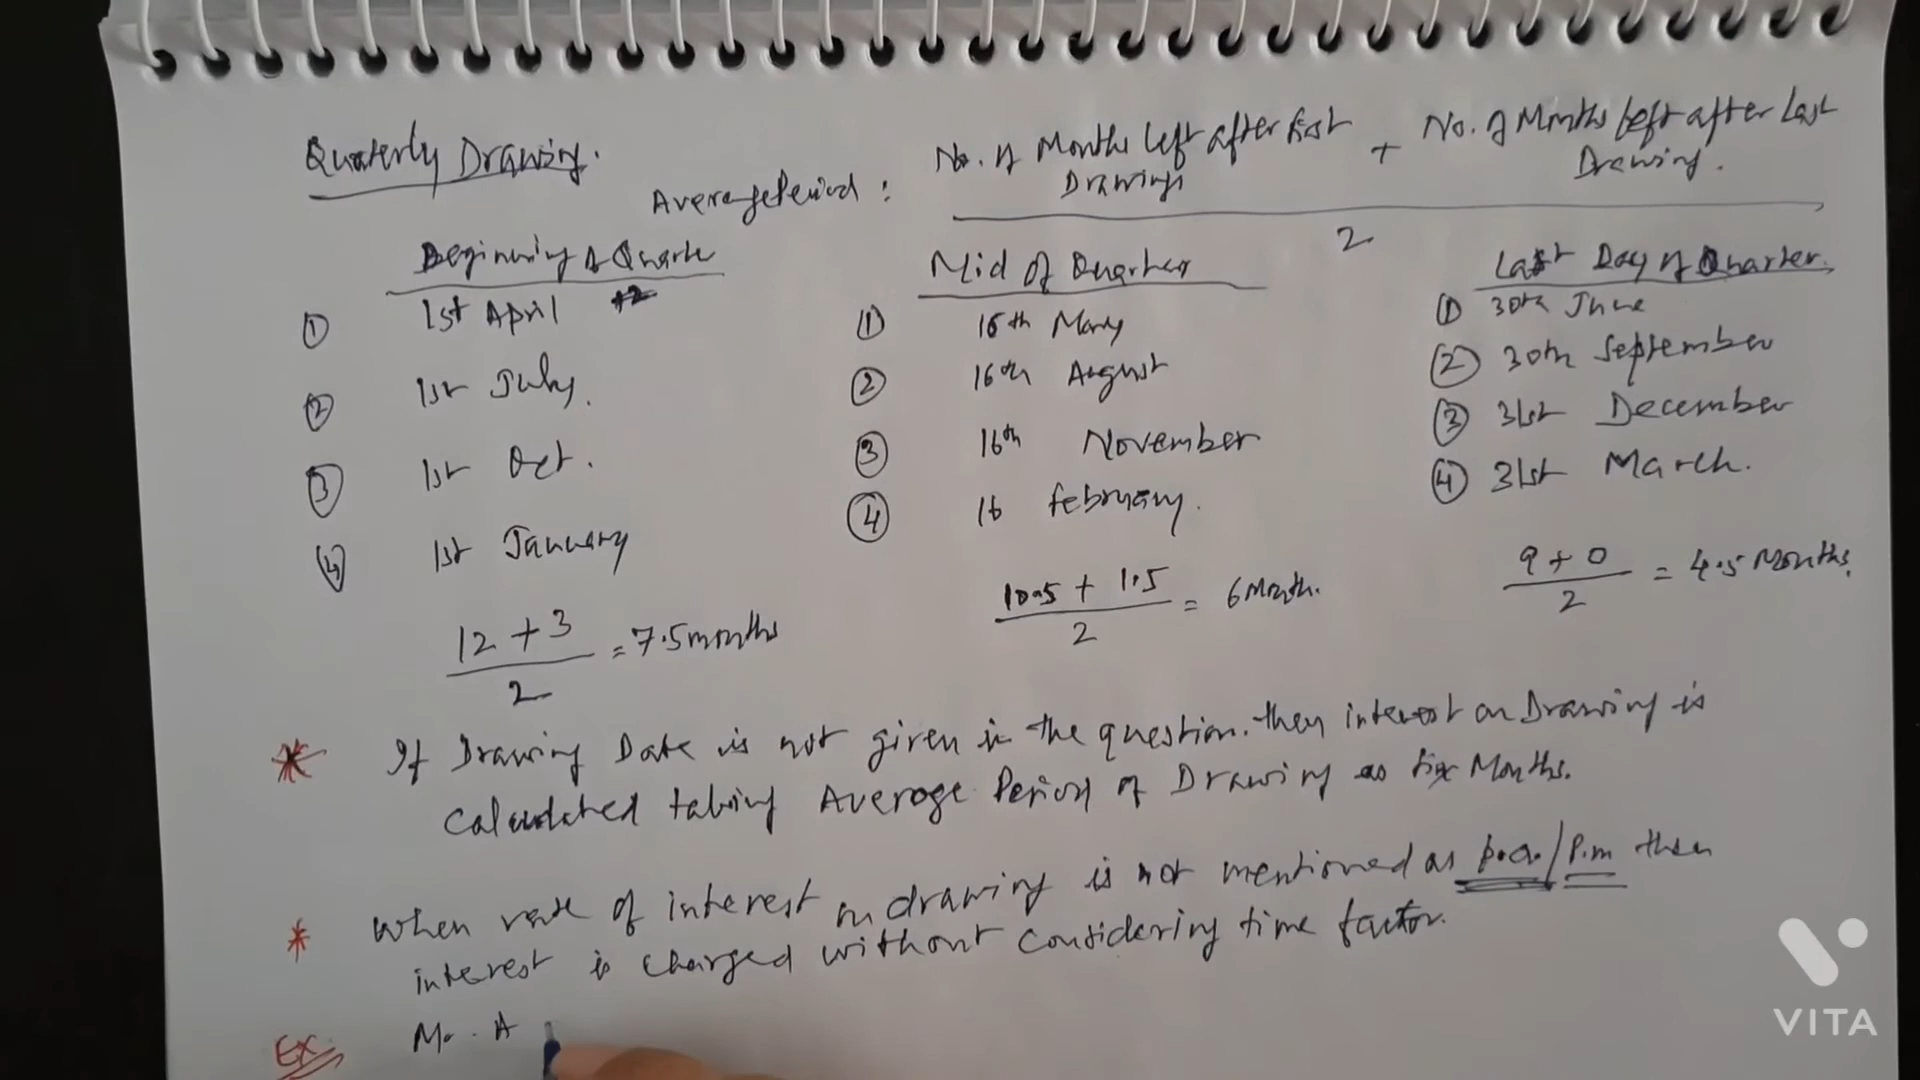 Quarterly Drawing.
Average Period : No. of Months left after first Drawings + No. of Months left after Last Drawing.
2
Beginning of Quarte
① 1st April
② 1st July.
③ 1st Oct.
④ 1st January
12 + 3
2
= 7.5 months
Mid of Quarter
① 16th May
② 16th August
③ 16th November
④ 16 february.
10.5 + 1.5
2
= 6 Month.
Last Day of Quarter.
① 30th June
② 30th September
③ 31st December
④ 31st March.
9 + 0
2
= 4.5 Months.
* If Drawing Date is not given in the question. then interest on Drawing is
Calculated taking Average Period of Drawing as six Months.
* When rate of interest on drawing is not mentioned as p.a. / P.m then
interest is charged without considering time factor.
Ex. Mr. A
VITA